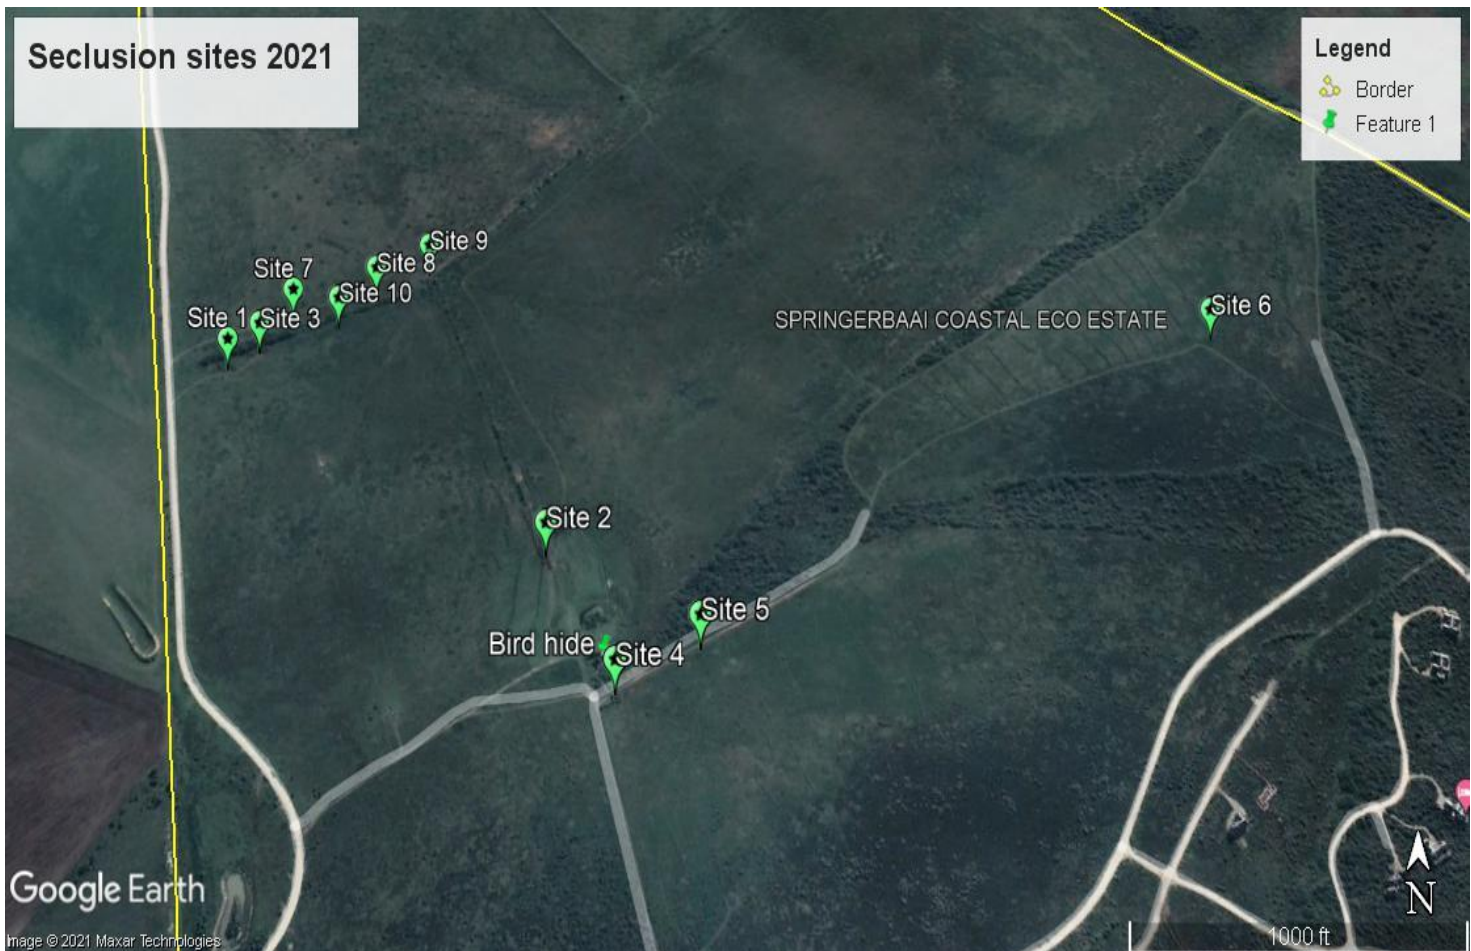 Seclusion sites 2021
Legend
Border
Feature 1
Site 9
Site 8
Site 7
Site 10
Site 1
Site 3
Site 6
SPRINGERBAAI COASTAL ECO ESTATE
Site 2
Site 5
Bird hide
Site 4
Google Earth
N
1000 ft
Image © 2021 Maxar Technologies